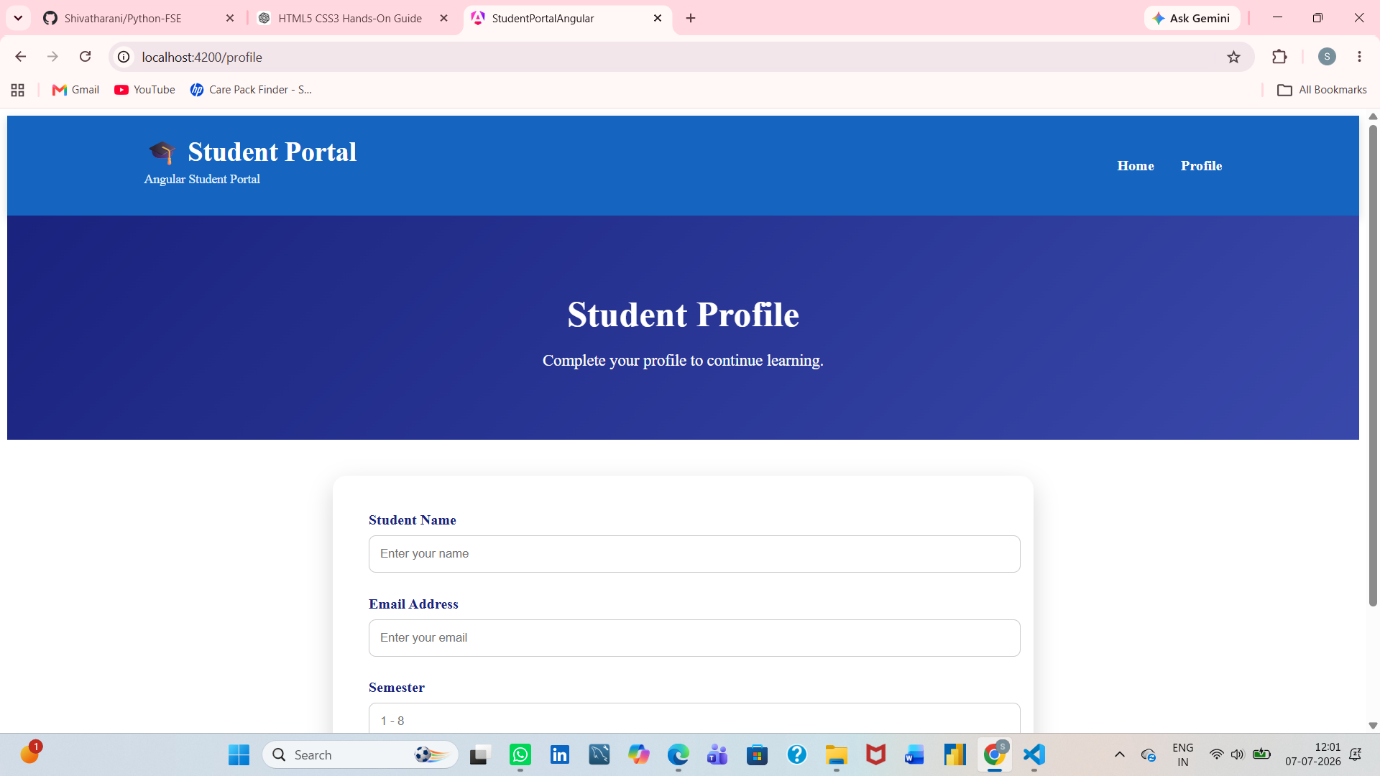 Shivatharani/Python-FSE
HTML5 CSS3 Hands-On Guide
StudentPortalAngular
Ask Gemini
localhost:4200/profile
S
Gmail
YouTube
Care Pack Finder - S...
All Bookmarks
Student Portal
Angular Student Portal
Home
Profile
Student Profile
Complete your profile to continue learning.
Student Name
Enter your name
Email Address
Enter your email
Semester
1 - 8
1
Search
S
ENG
IN
12:01
07-07-2026